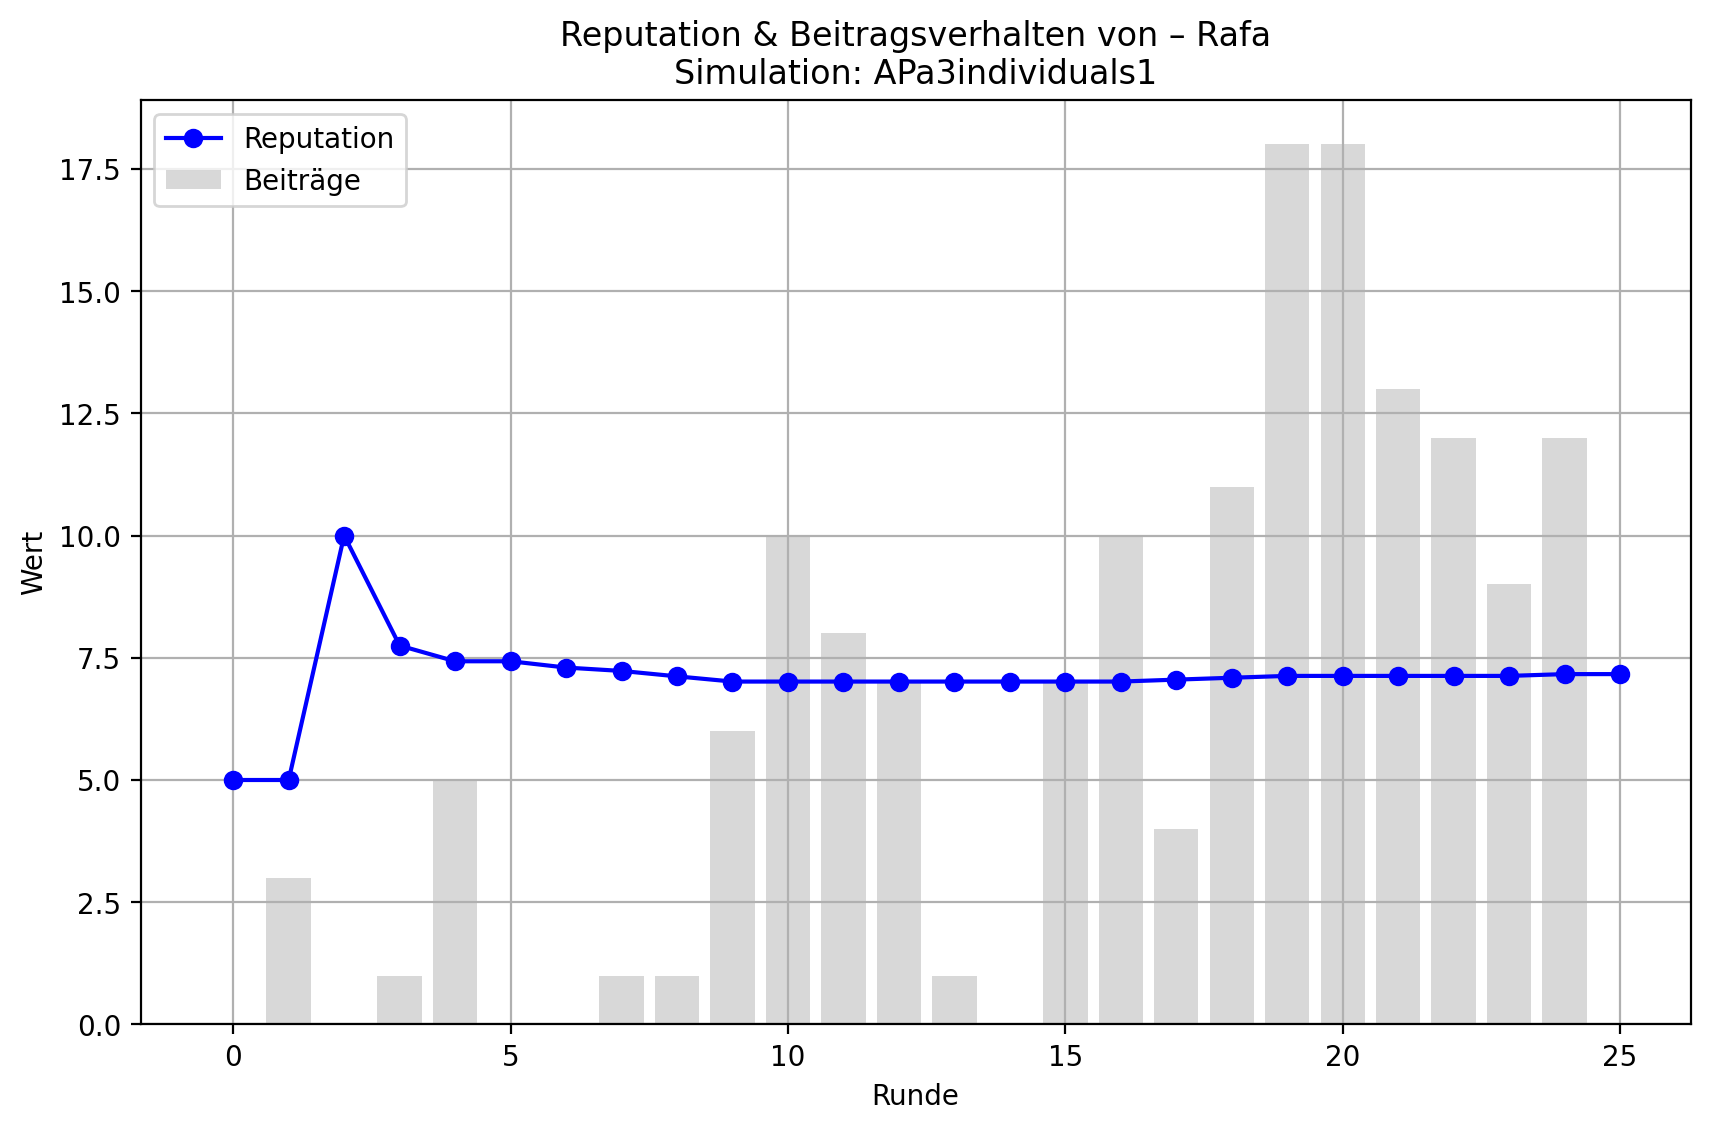 Reputation & Beitragsverhalten von – Rafa
Simulation: APa3individuals1
Reputation
Beiträge
Wert
17.5
15.0
12.5
10.0
7.5
5.0
2.5
0.0
0 5 10 15 20 25
Runde